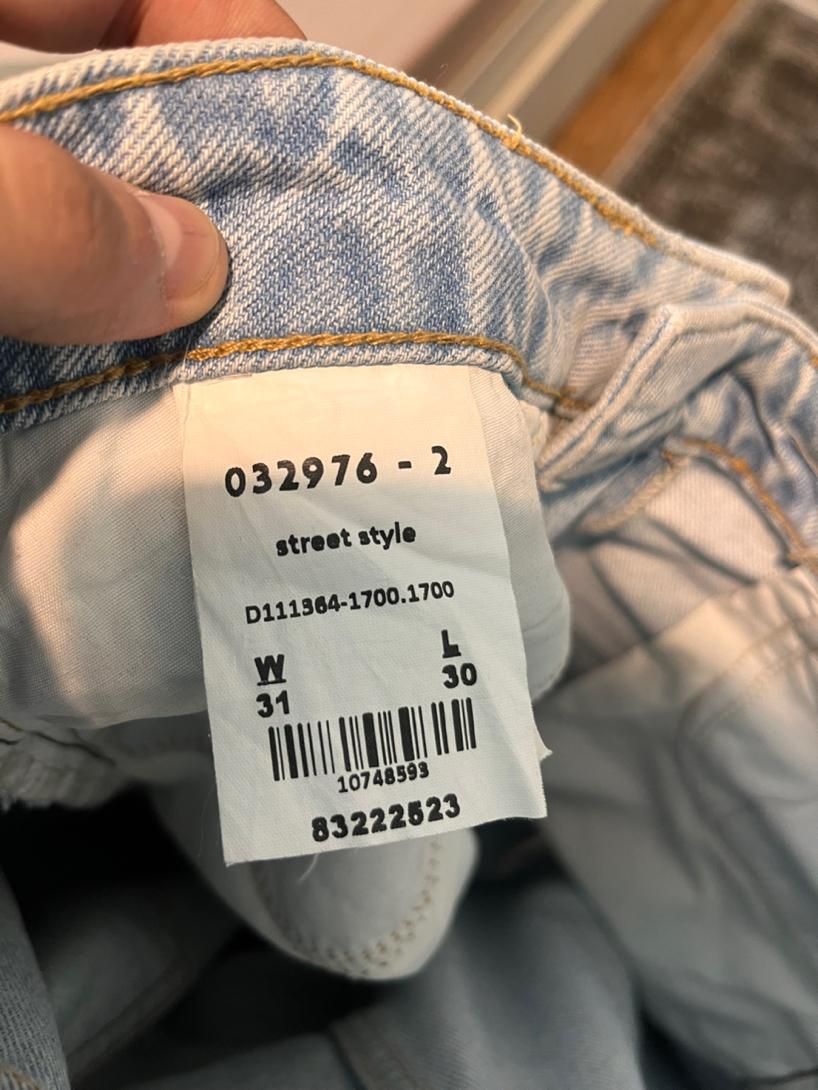 032976 - 2
street style
D111364-1700.1700
W L
31 30
10748593
83222523